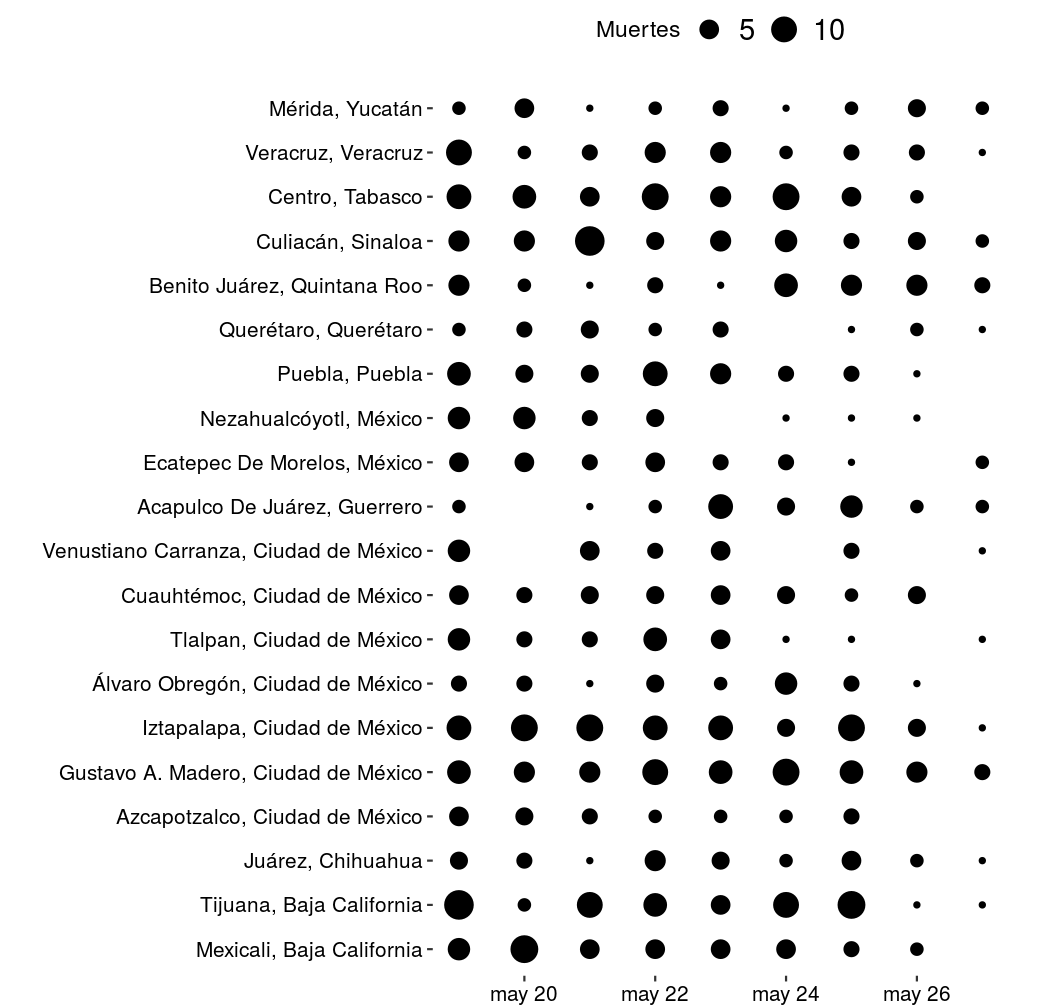 Muertes 5 10
Mérida, Yucatán
Veracruz, Veracruz
Centro, Tabasco
Culiacán, Sinaloa
Benito Juárez, Quintana Roo
Querétaro, Querétaro
Puebla, Puebla
Nezahualcóyotl, México
Ecatepec De Morelos, México
Acapulco De Juárez, Guerrero
Venustiano Carranza, Ciudad de México
Cuauhtémoc, Ciudad de México
Tlalpan, Ciudad de México
Álvaro Obregón, Ciudad de México
Iztapalapa, Ciudad de México
Gustavo A. Madero, Ciudad de México
Azcapotzalco, Ciudad de México
Juárez, Chihuahua
Tijuana, Baja California
Mexicali, Baja California
may 20 may 22 may 24 may 26